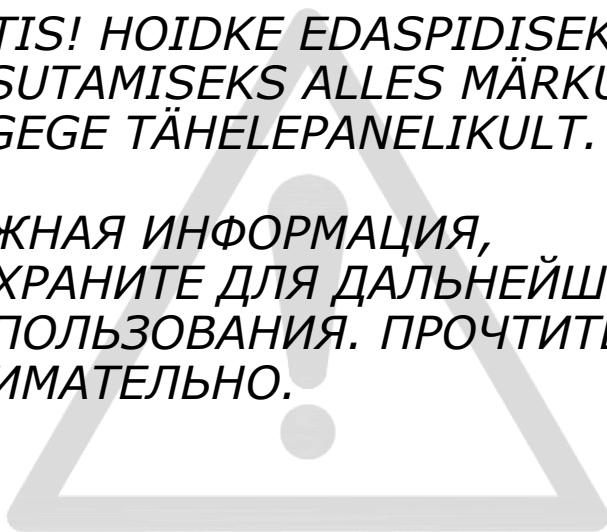 TIS! HOIDKE EDASPIDISEK
SUTAMISEKS ALLES MÄRKU
GEGE TÄHELEPANELIKULT.
ЖНАЯ ИНФОРМАЦИЯ,
ХРАНИТЕ ДЛЯ ДАЛЬНЕЙШ
ПОЛЬЗОВАНИЯ. ПРОЧТИТЕ
ИМАТЕЛЬНО.